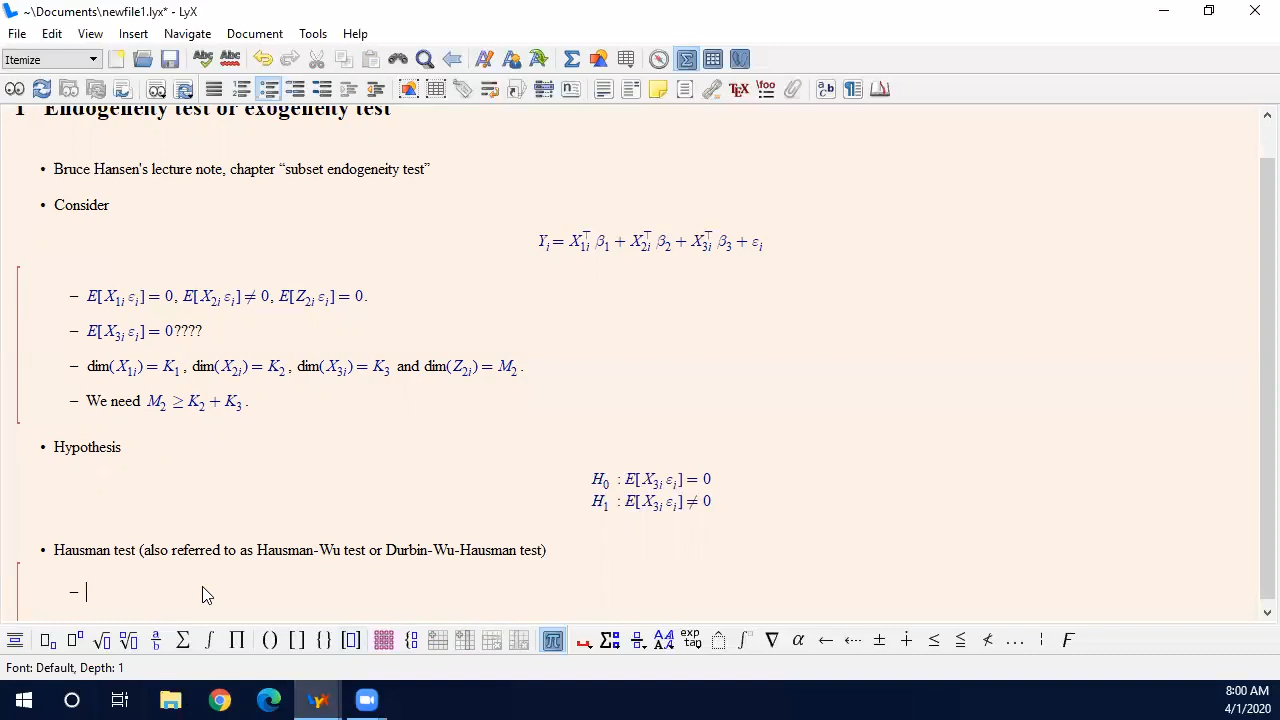 ~\Documents\newfile1.lyx* - LyX
File Edit View Insert Navigate Document Tools Help
Itemize
1 Endogeneity test or exogeneity test
• Bruce Hansen's lecture note, chapter “subset endogeneity test”
• Consider
Y_i = X_{1i}^⊤ β_1 + X_{2i}^⊤ β_2 + X_{3i}^⊤ β_3 + ε_i
– E[X_{1i} ε_i] = 0, E[X_{2i} ε_i] ≠ 0, E[Z_{2i} ε_i] = 0.
– E[X_{3i} ε_i] = 0????
– dim(X_{1i}) = K_1, dim(X_{2i}) = K_2, dim(X_{3i}) = K_3 and dim(Z_{2i}) = M_2.
– We need M_2 ≥ K_2 + K_3.
• Hypothesis
H_0 : E[X_{3i} ε_i] = 0
H_1 : E[X_{3i} ε_i] ≠ 0
• Hausman test (also referred to as Hausman-Wu test or Durbin-Wu-Hausman test)
–
Font: Default, Depth: 1
8:00 AM
4/1/2020